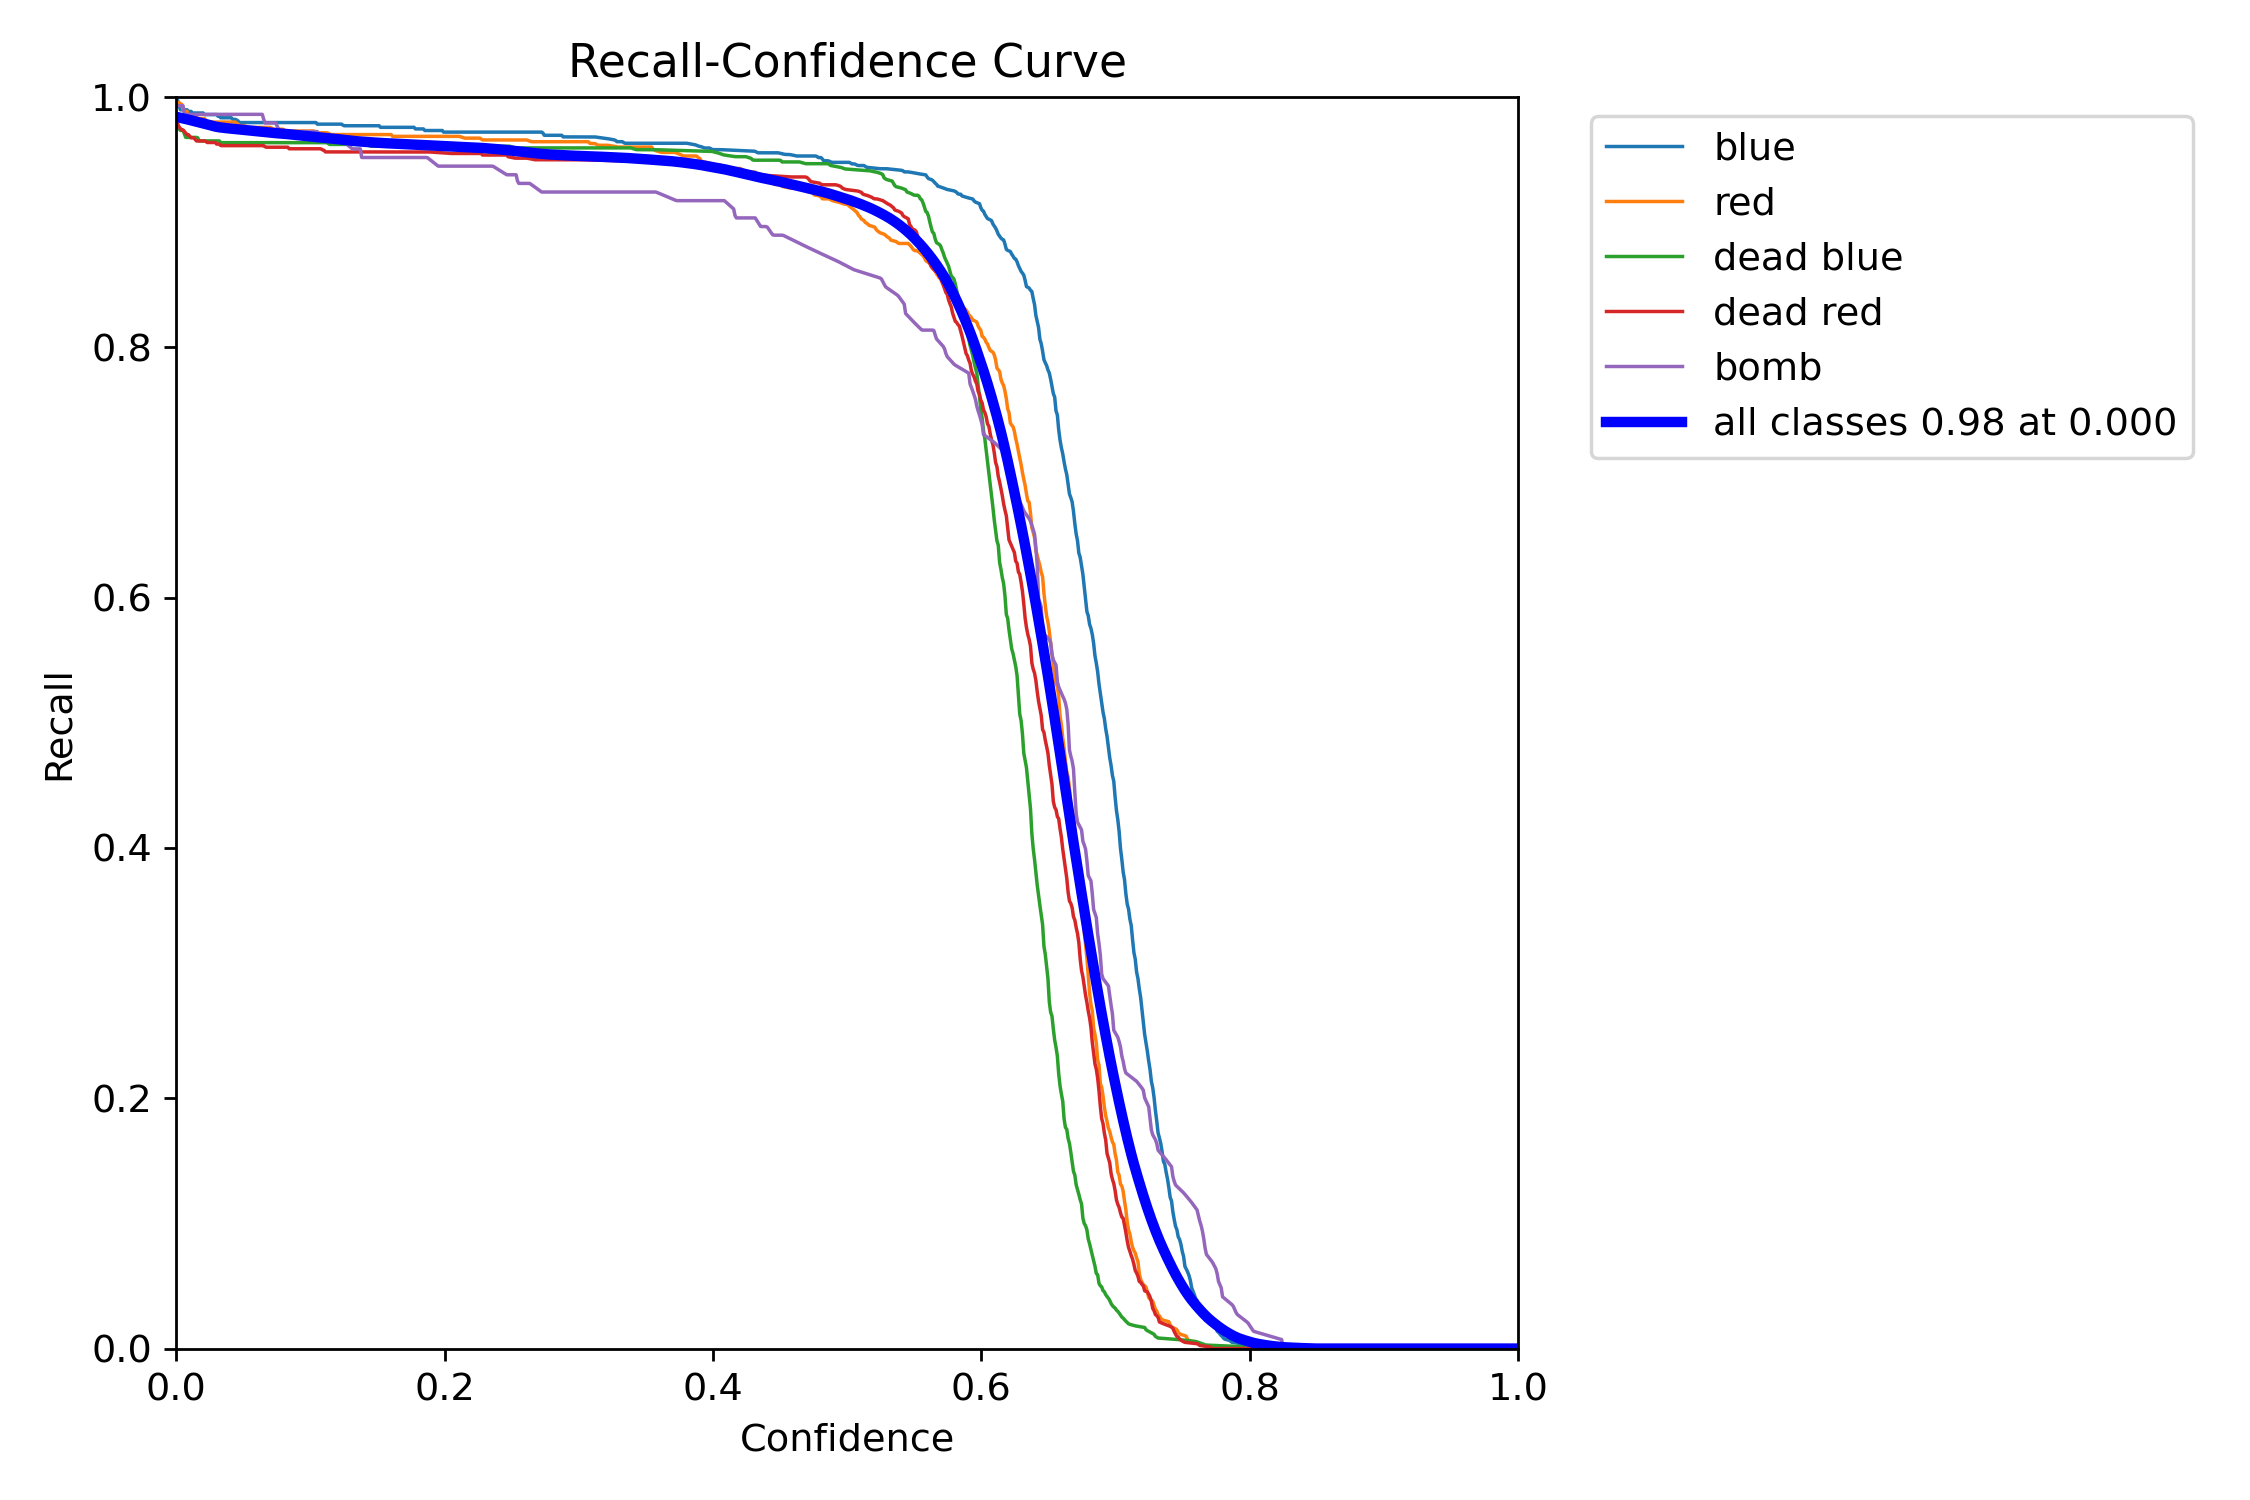 Recall-Confidence Curve
1.0
0.8
0.6
0.4
0.2
0.0
Recall
0.0 0.2 0.4 0.6 0.8 1.0
Confidence
blue
red
dead blue
dead red
bomb
all classes 0.98 at 0.000